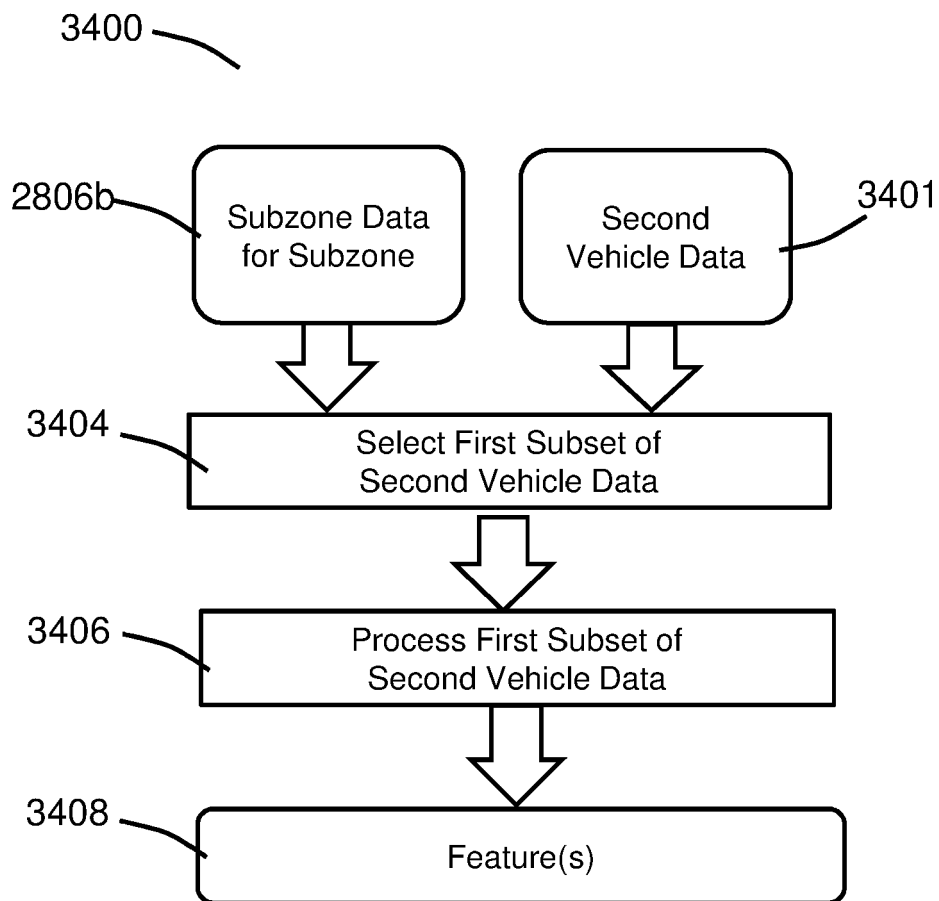 3400
2806b
Subzone Data
for Subzone
Second
Vehicle Data
3401
3404
Select First Subset of
Second Vehicle Data
3406
Process First Subset of
Second Vehicle Data
3408
Feature(s)